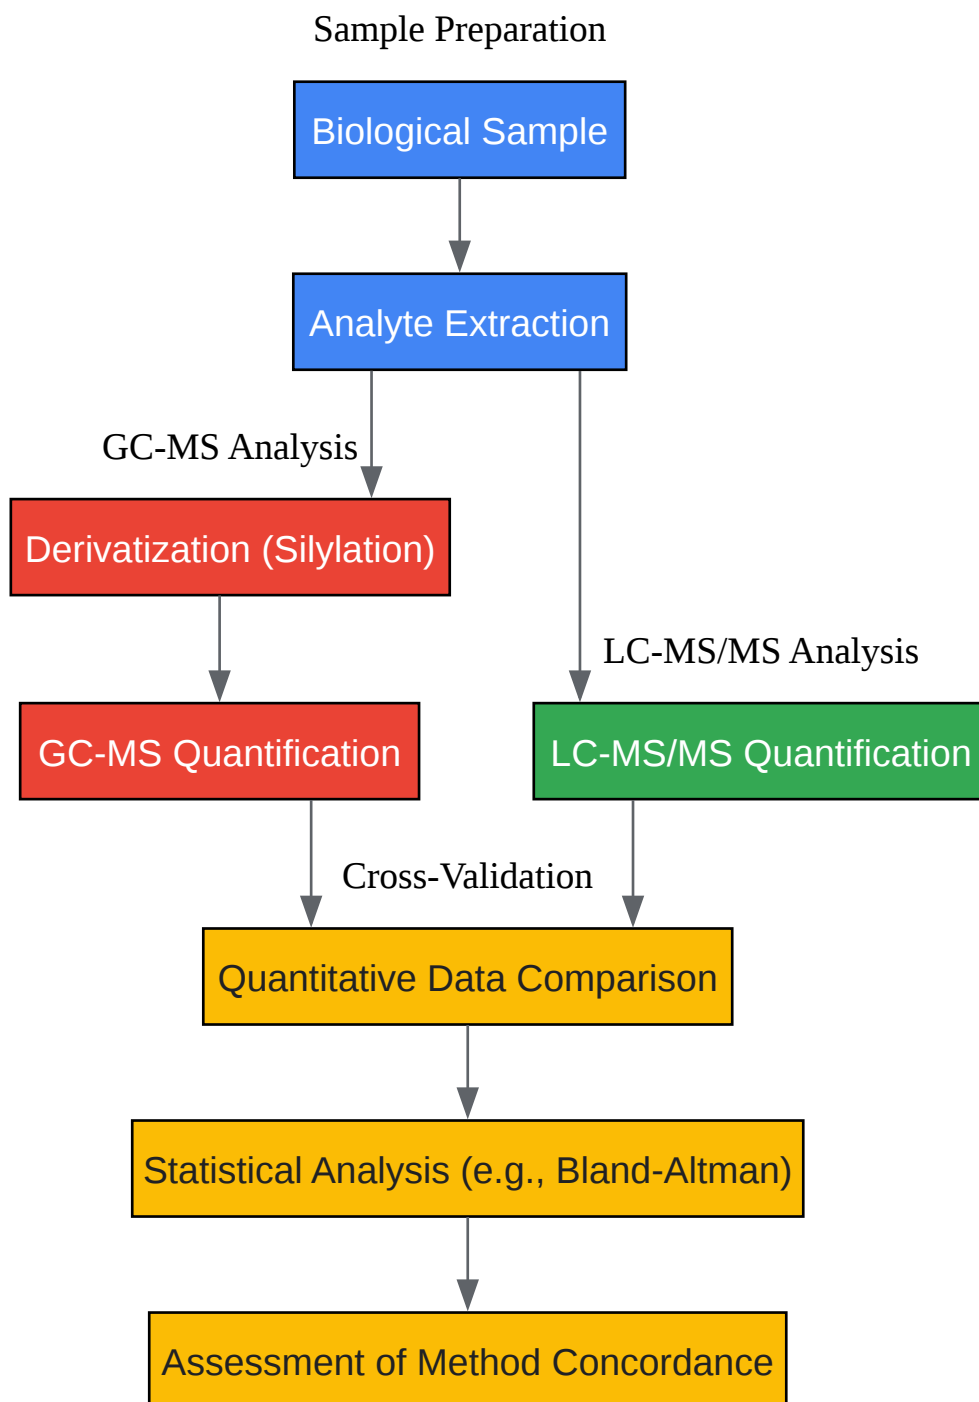 Sample Preparation
Biological Sample
Analyte Extraction
GC-MS Analysis
Derivatization (Silylation)
LC-MS/MS Analysis
GC-MS Quantification
LC-MS/MS Quantification
Cross-Validation
Quantitative Data Comparison
Statistical Analysis (e.g., Bland-Altman)
Assessment of Method Concordance